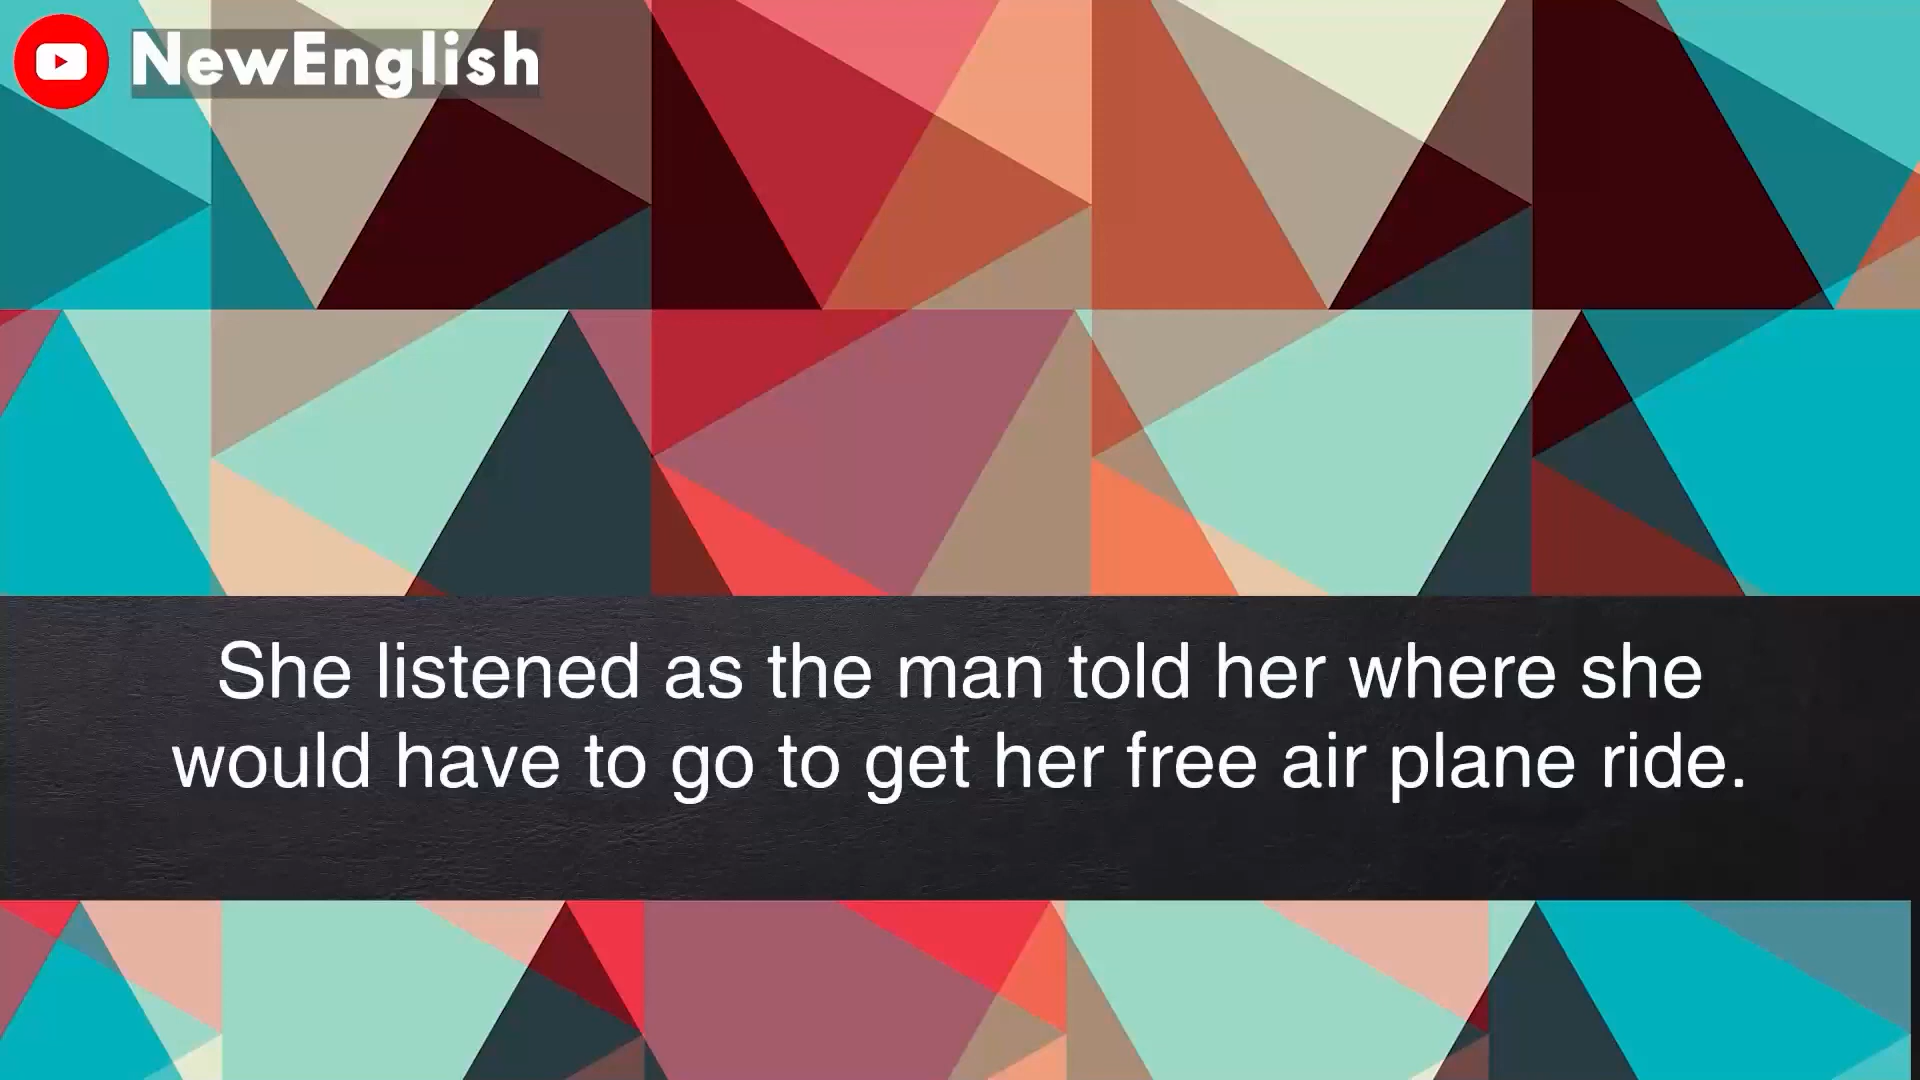 NewEnglish
She listened as the man told her where she
would have to go to get her free air plane ride.